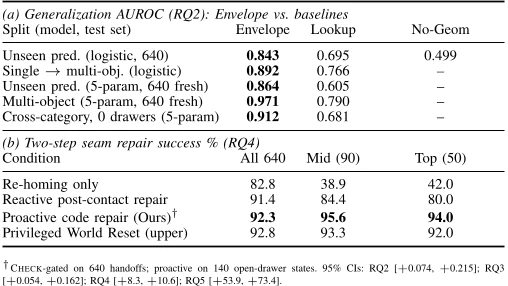 (a) Generalization AUROC (RQ2): Envelope vs. baselines
Split (model, test set) Envelope Lookup No-Geom
Unseen pred. (logistic, 640) 0.843 0.695 0.499
Single → multi-obj. (logistic) 0.892 0.766 –
Unseen pred. (5-param, 640 fresh) 0.864 0.605 –
Multi-object (5-param, 640 fresh) 0.971 0.790 –
Cross-category, 0 drawers (5-param) 0.912 0.681 –
(b) Two-step seam repair success % (RQ4)
Condition All 640 Mid (90) Top (50)
Re-homing only 82.8 38.9 42.0
Reactive post-contact repair 91.4 84.4 80.0
Proactive code repair (Ours)† 92.3 95.6 94.0
Privileged World Reset (upper) 92.8 93.3 92.0
†CHECK-gated on 640 handoffs; proactive on 140 open-drawer states. 95% CIs: RQ2 [+0.074, +0.215]; RQ3
[+0.054, +0.162]; RQ4 [+8.3, +10.6]; RQ5 [+53.9, +73.4].